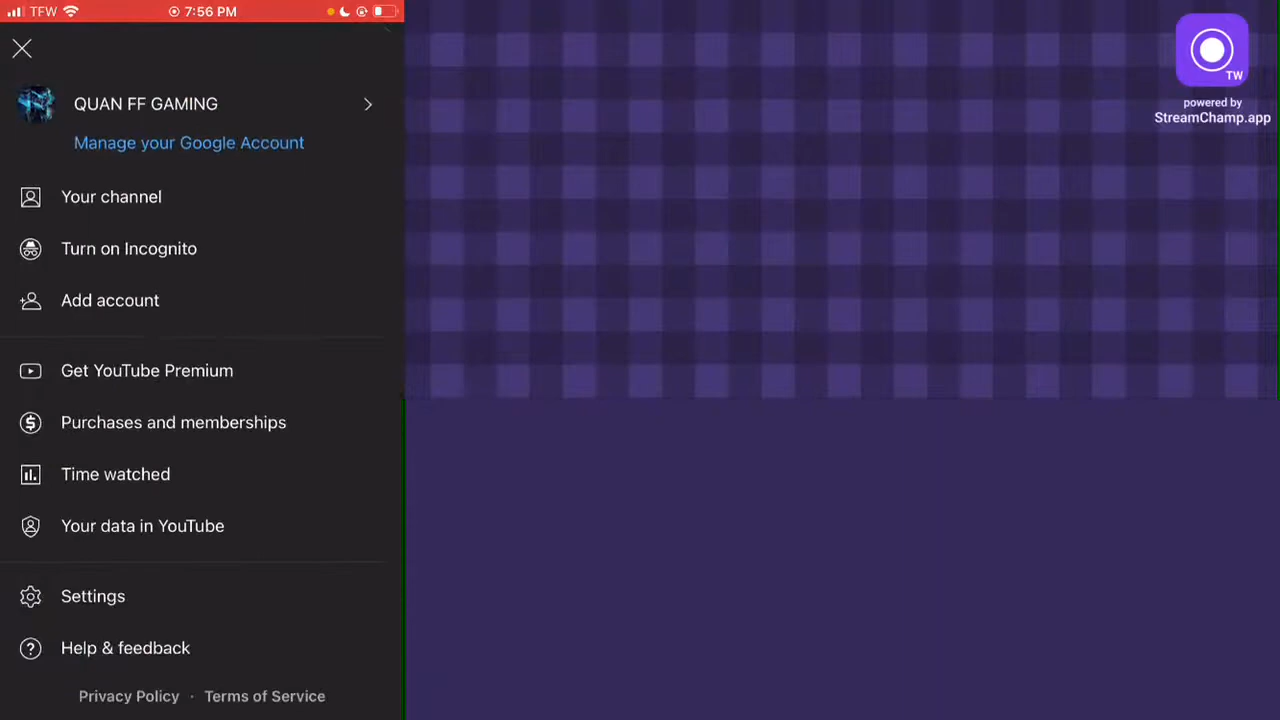 TFW 7:56 PM
QUAN FF GAMING
Manage your Google Account
Your channel
Turn on Incognito
Add account
Get YouTube Premium
Purchases and memberships
Time watched
Your data in YouTube
Settings
Help & feedback
Privacy Policy · Terms of Service
TW
powered by
StreamChamp.app